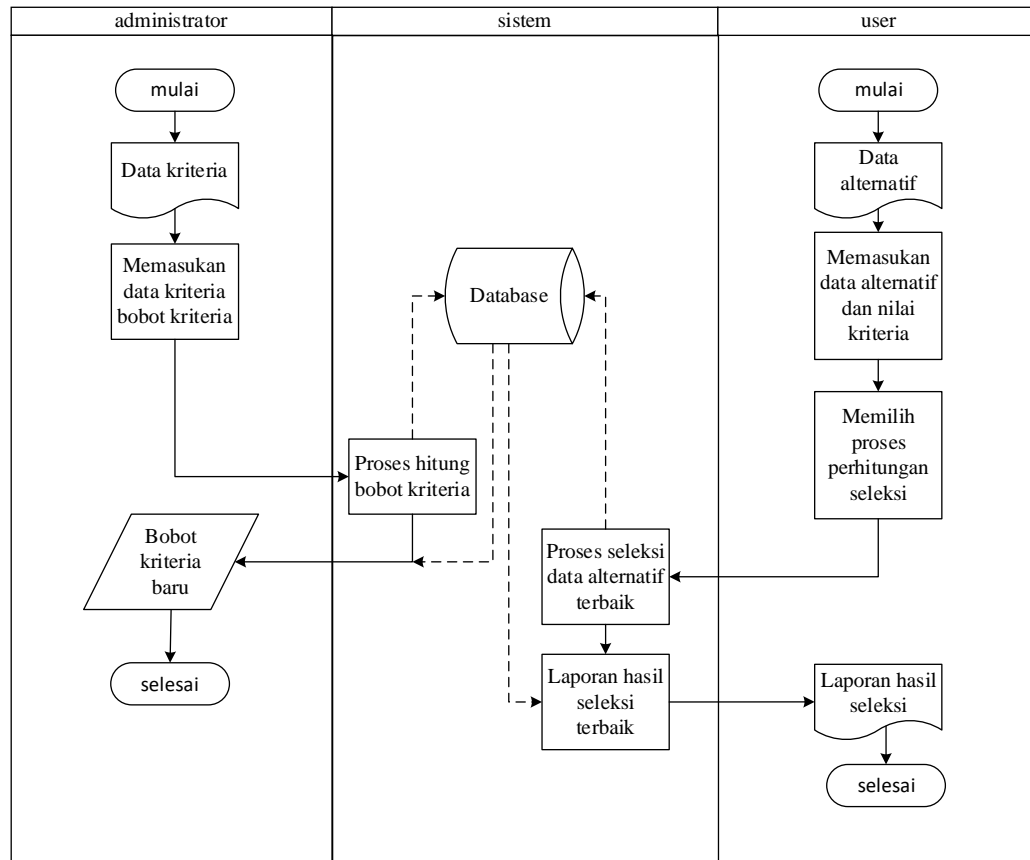 administrator
sistem
user
mulai
Data kriteria
Memasukan
data kriteria
bobot kriteria
Bobot
kriteria
baru
selesai
Database
Proses hitung
bobot kriteria
Proses seleksi
data alternatif
terbaik
Laporan hasil
seleksi
terbaik
mulai
Data
alternatif
Memasukan
data alternatif
dan nilai
kriteria
Memilih
proses
perhitungan
seleksi
Laporan hasil
seleksi
selesai